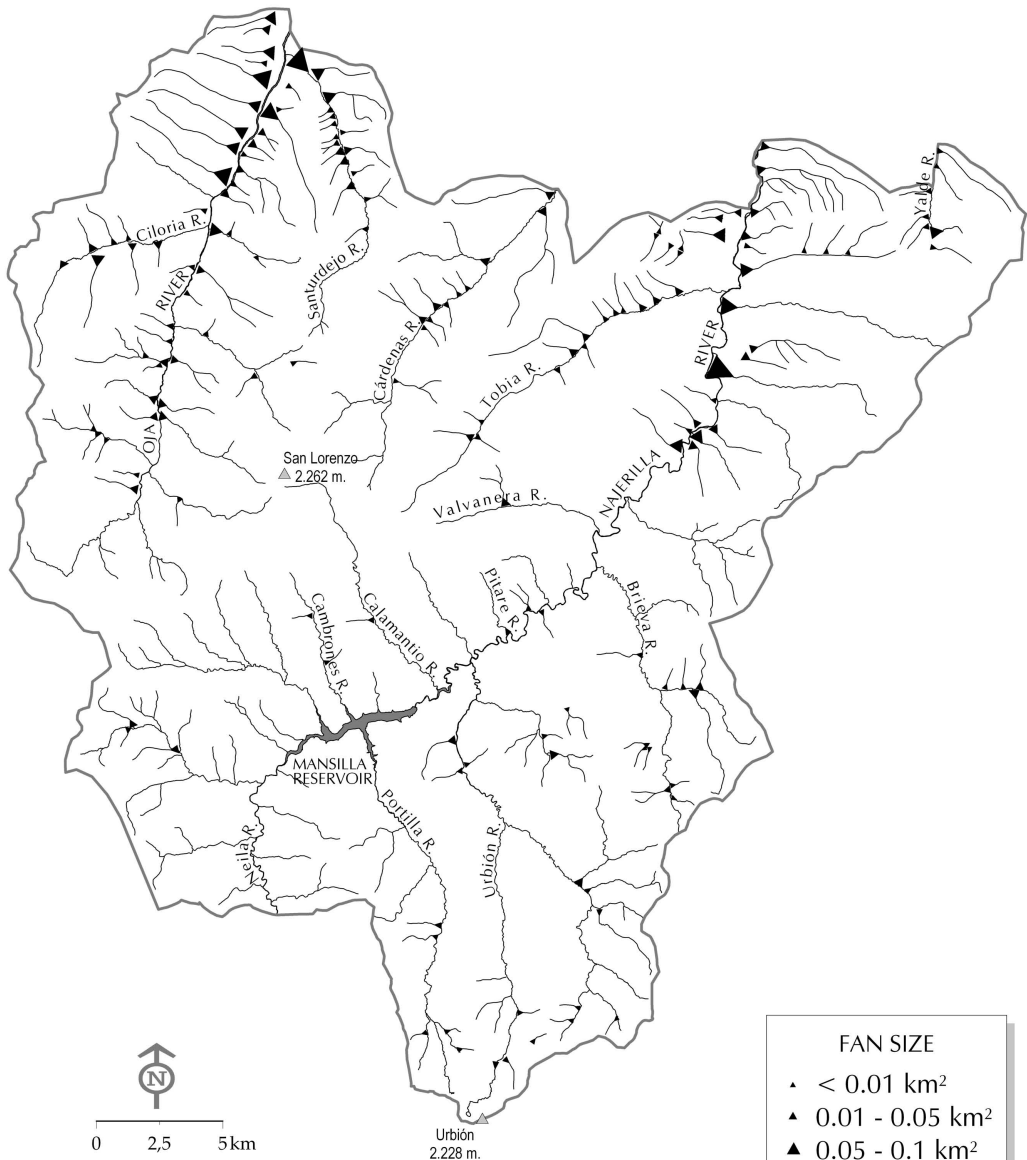 Yalde R.
Ciloria R.
Santurdejo R.
RIVER
OJA
Cárdenas R.
Tobia R.
RIVER
NAJERILLA
San Lorenzo
2.262 m.
Valvanera R.
Pitare R.
Brieva R.
Cambrones R.
Calamantio R.
MANSILLA
RESERVOIR
Portilla R.
Neila R.
Urbión R.
N
0 2,5 5 km
Urbión
2.228 m.
FAN SIZE
< 0.01 km²
0.01 - 0.05 km²
0.05 - 0.1 km²